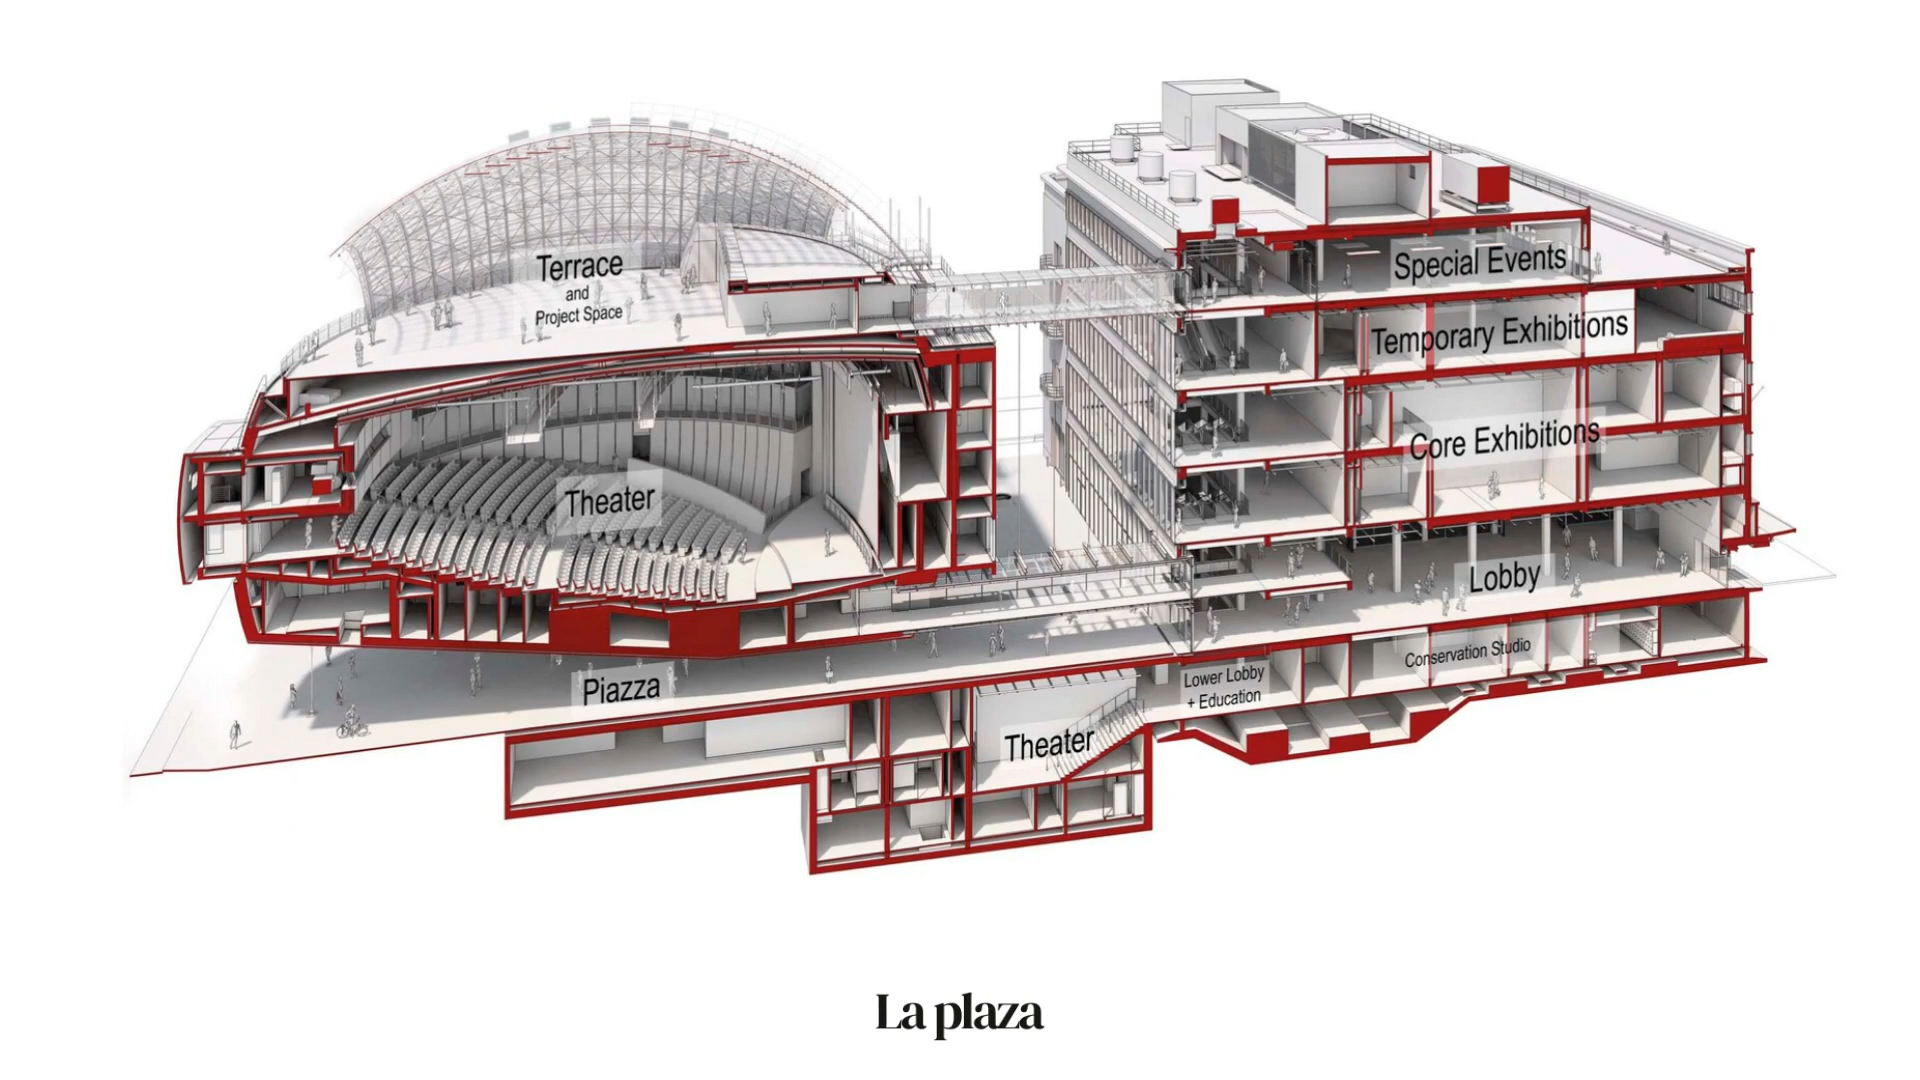 Terrace
and
Project Space
Special Events
Temporary Exhibitions
Core Exhibitions
Theater
Lobby
Conservation Studio
Lower Lobby
+ Education
Piazza
Theater
La plaza